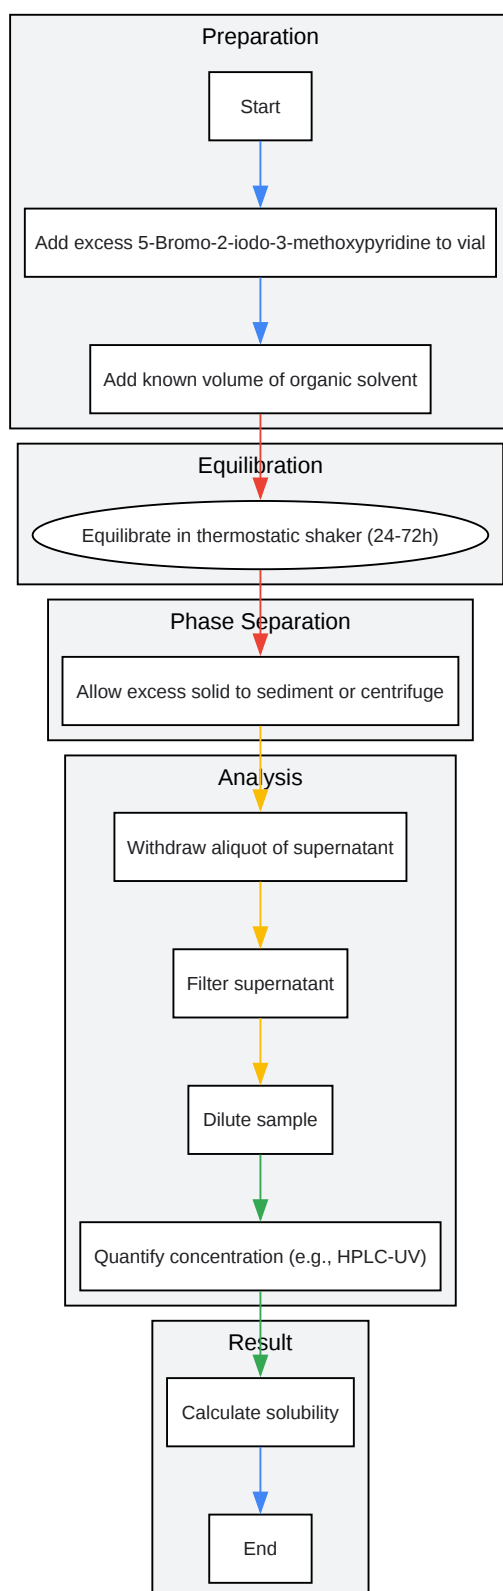 Preparation
Start
Add excess 5-Bromo-2-iodo-3-methoxypyridine to vial
Add known volume of organic solvent
Equilibration
Equilibrate in thermostatic shaker (24-72h)
Phase Separation
Allow excess solid to sediment or centrifuge
Analysis
Withdraw aliquot of supernatant
Filter supernatant
Dilute sample
Quantify concentration (e.g., HPLC-UV)
Result
Calculate solubility
End